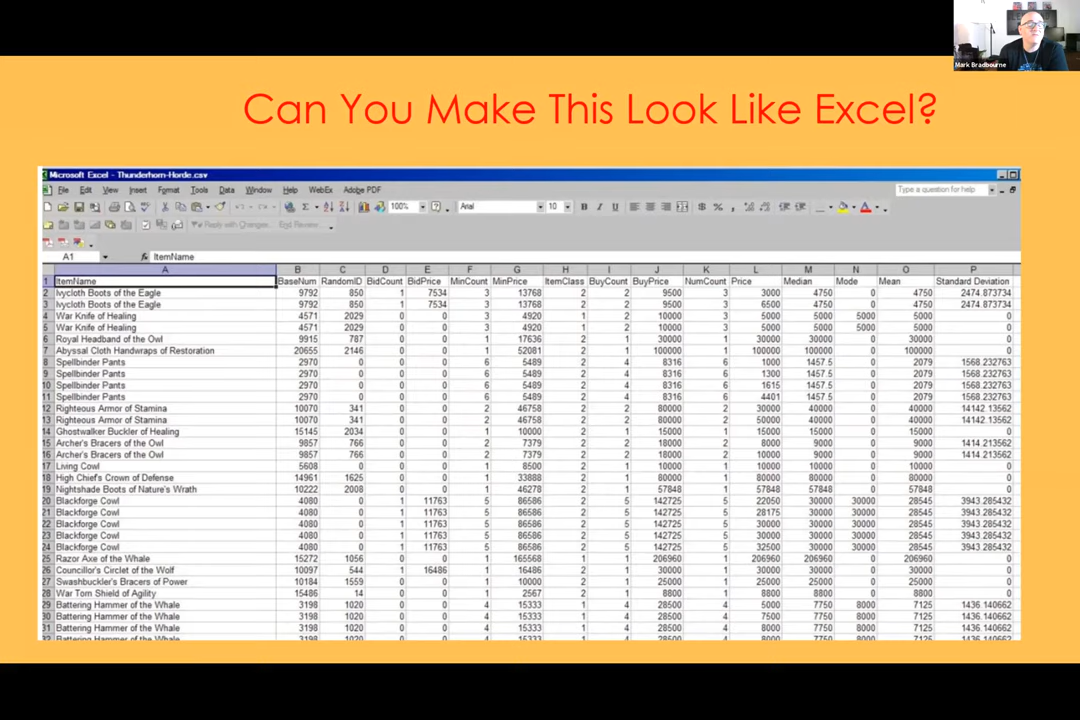 Mark Bradbourne
Can You Make This Look Like Excel?
Microsoft Excel - Thunderhorn-Horde.csv
File Edit View Insert Format Tools Data Window Help WebEx Adobe PDF Type a question for help
100% Arial 10 B I U $ % ,
Reply with Changes... End Review...
A1 fx ItemName
A B C D E F G H I J K L M N O P
1 ItemName BaseNum RandomID BidCount BidPrice MinCount MinPrice ItemClass BuyCount BuyPrice NumCount Price Median Mode Mean Standard Deviation
2 Ivycloth Boots of the Eagle 9792 850 1 7534 3 13768 2 2 9500 3 3000 4750 0 4750 2474.873734
3 Ivycloth Boots of the Eagle 9792 850 1 7534 3 13768 2 2 9500 3 6500 4750 0 4750 2474.873734
4 War Knife of Healing 4571 2029 0 0 3 4920 1 2 10000 3 5000 5000 5000 5000 0
5 War Knife of Healing 4571 2029 0 0 3 4920 1 2 10000 3 5000 5000 5000 5000 0
6 Royal Headband of the Owl 9915 787 0 0 1 17636 2 1 30000 1 30000 30000 0 30000 0
7 Abyssal Cloth Handwraps of Restoration 20655 2146 0 0 1 52081 2 1 100000 1 100000 100000 0 100000 0
8 Spellbinder Pants 2970 0 0 0 6 5489 2 4 8316 6 1000 1457.5 0 2079 1568.232763
9 Spellbinder Pants 2970 0 0 0 6 5489 2 4 8316 6 1300 1457.5 0 2079 1568.232763
10 Spellbinder Pants 2970 0 0 0 6 5489 2 4 8316 6 1615 1457.5 0 2079 1568.232763
11 Spellbinder Pants 2970 0 0 0 6 5489 2 4 8316 6 4401 1457.5 0 2079 1568.232763
12 Righteous Armor of Stamina 10070 341 0 0 2 46758 2 2 80000 2 30000 40000 0 40000 14142.13562
13 Righteous Armor of Stamina 10070 341 0 0 2 46758 2 2 80000 2 50000 40000 0 40000 14142.13562
14 Ghostwalker Buckler of Healing 15145 2034 0 0 1 10000 2 1 15000 1 15000 15000 0 15000 0
15 Archer's Bracers of the Owl 9857 766 0 0 2 7379 2 2 18000 2 8000 9000 0 9000 1414.213562
16 Archer's Bracers of the Owl 9857 766 0 0 2 7379 2 2 18000 2 10000 9000 0 9000 1414.213562
17 Living Cowl 5608 0 0 0 1 8500 2 1 10000 1 10000 10000 0 10000 0
18 High Chief's Crown of Defense 14961 1625 0 0 1 33888 2 1 80000 1 80000 80000 0 80000 0
19 Nightshade Boots of Nature's Wrath 10222 2008 0 0 1 46278 2 1 57848 1 57848 57848 0 57848 0
20 Blackforge Cowl 4080 0 1 11763 5 86586 2 5 142725 5 22050 30000 30000 28545 3943.285432
21 Blackforge Cowl 4080 0 1 11763 5 86586 2 5 142725 5 28175 30000 30000 28545 3943.285432
22 Blackforge Cowl 4080 0 1 11763 5 86586 2 5 142725 5 30000 30000 30000 28545 3943.285432
23 Blackforge Cowl 4080 0 1 11763 5 86586 2 5 142725 5 30000 30000 30000 28545 3943.285432
24 Blackforge Cowl 4080 0 1 11763 5 86586 2 5 142725 5 32500 30000 30000 28545 3943.285432
25 Razor Axe of the Whale 15272 1056 0 0 1 165568 1 1 206960 1 206960 206960 0 206960 0
26 Councillor's Circlet of the Wolf 10097 544 1 16486 1 16486 2 1 30000 1 30000 30000 0 30000 0
27 Swashbuckler's Bracers of Power 10184 1559 0 0 1 10000 2 1 25000 1 25000 25000 0 25000 0
28 War Torn Shield of Agility 15486 14 0 0 1 2567 2 1 8800 1 8800 8800 0 8800 0
29 Battering Hammer of the Whale 3198 1020 0 0 4 15333 1 4 28500 4 5000 7750 8000 7125 1436.140662
30 Battering Hammer of the Whale 3198 1020 0 0 4 15333 1 4 28500 4 7500 7750 8000 7125 1436.140662
31 Battering Hammer of the Whale 3198 1020 0 0 4 15333 1 4 28500 4 8000 7750 8000 7125 1436.140662
32 Battering Hammer of the Whale 3198 1020 0 0 4 15333 1 4 28500 4 8000 7750 8000 7125 1436.140662